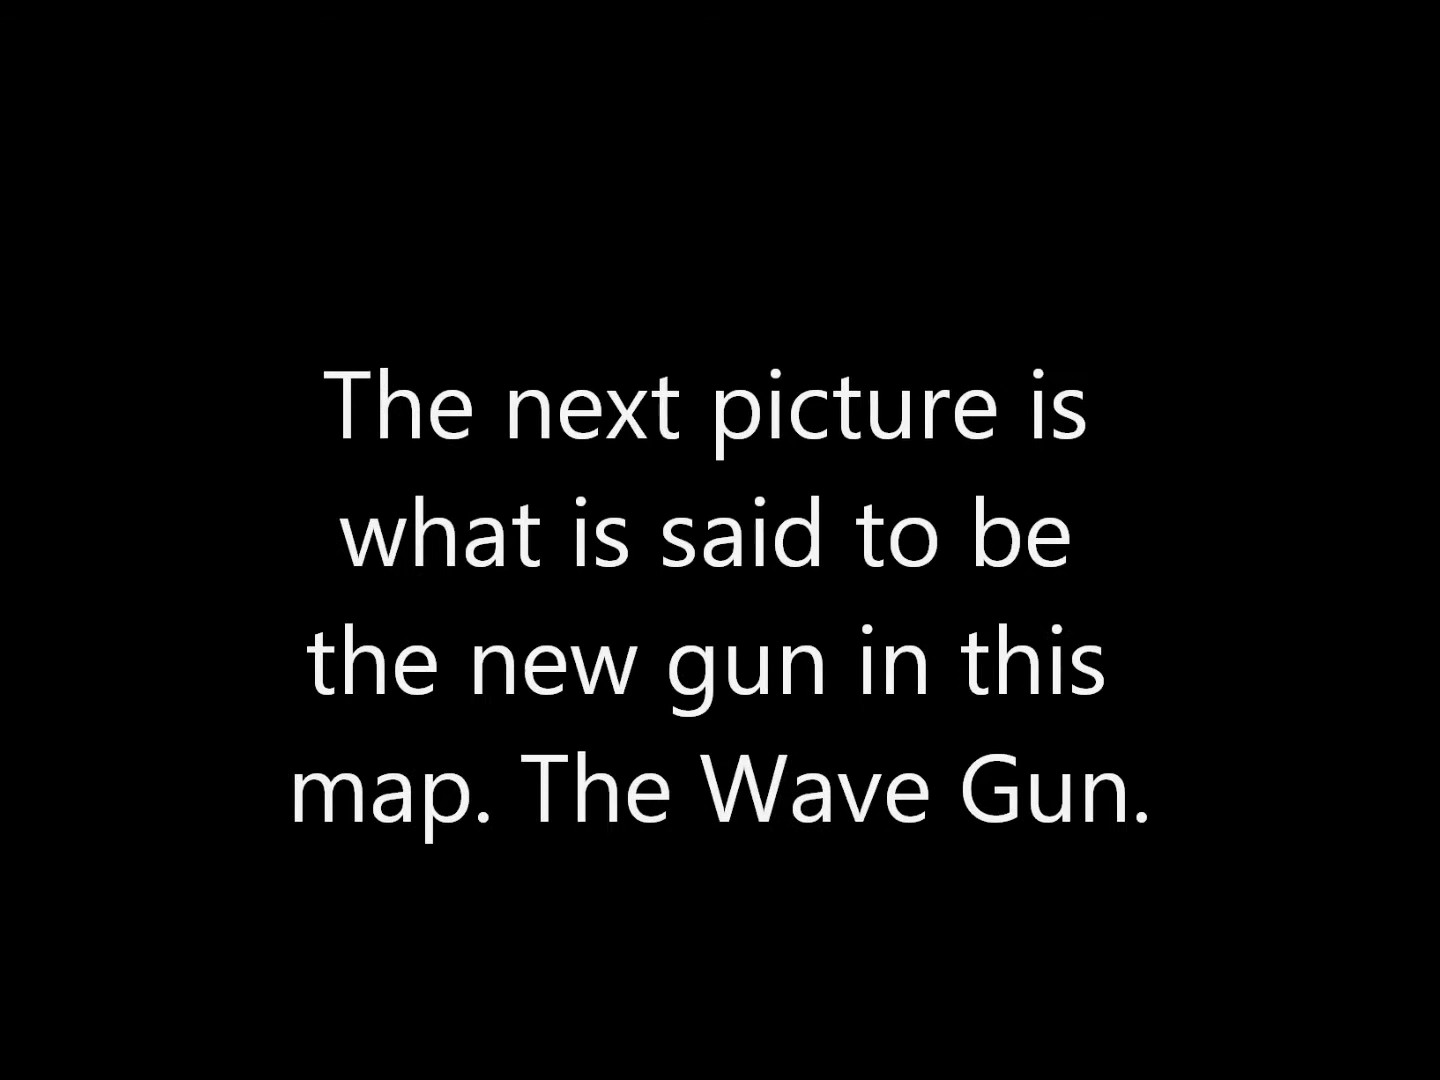 The next picture is
what is said to be
the new gun in this
map. The Wave Gun.